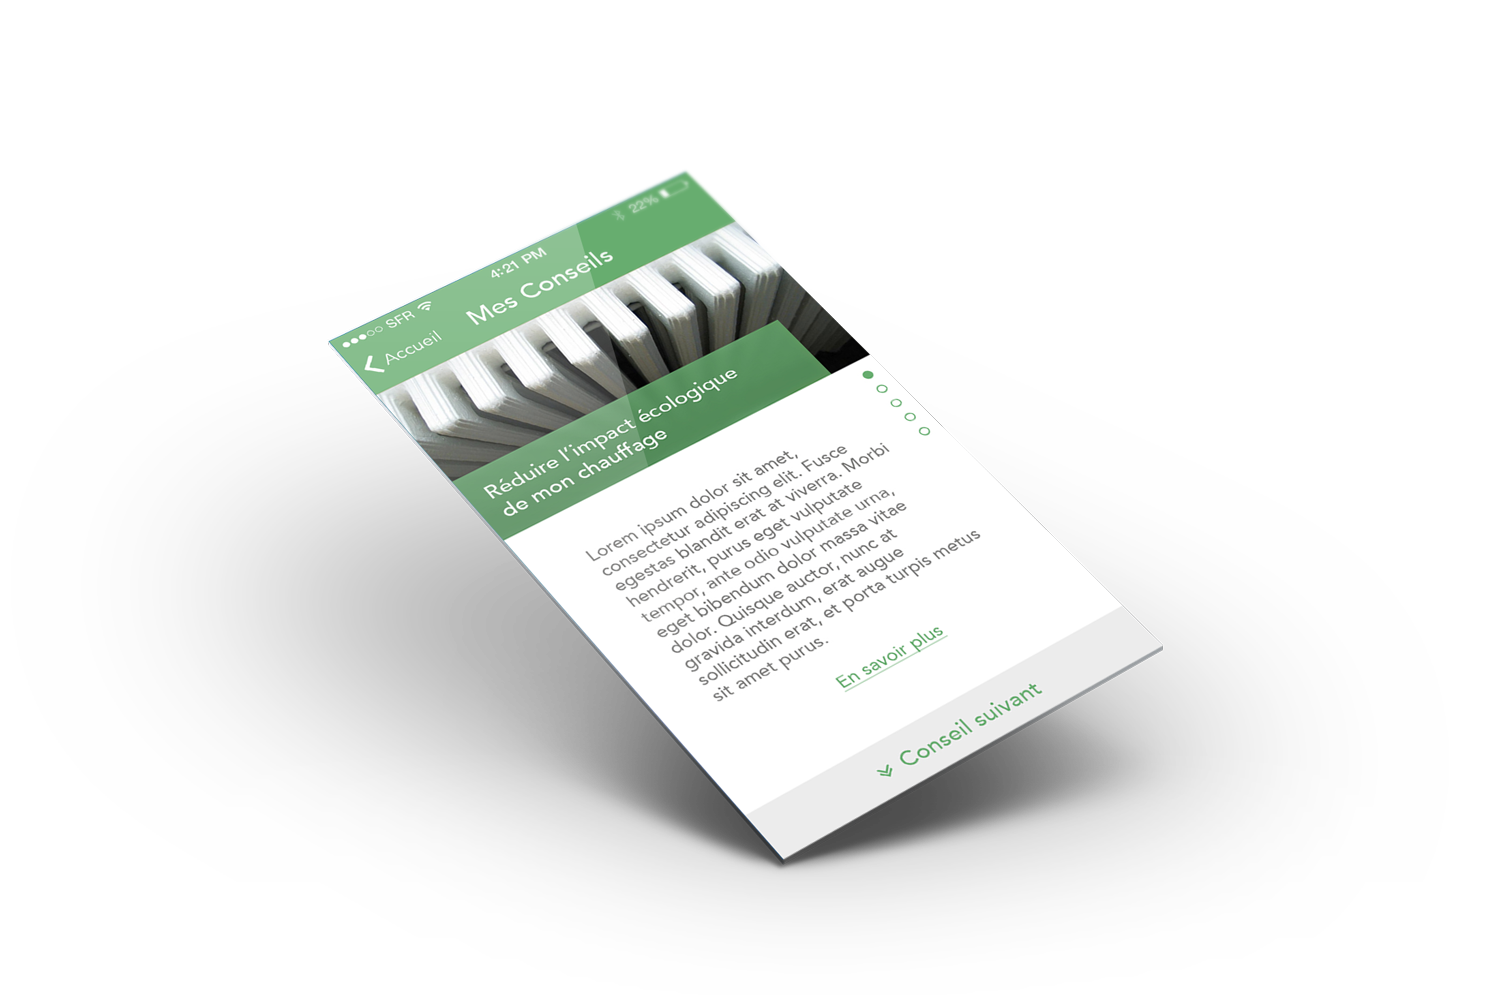 SFR
4:21 PM
22%
Accueil
Mes Conseils
Réduire l'impact écologique
de mon chauffage
Lorem ipsum dolor sit amet,
consectetur adipiscing elit. Fusce
egestas blandit erat at viverra. Morbi
hendrerit, purus eget vulputate
tempor, ante odio vulputate urna,
eget bibendum dolor massa vitae
dolor. Quisque auctor, nunc at
gravida interdum, erat augue
sollicitudin erat, et porta turpis metus
sit amet purus.
En savoir plus
Conseil suivant